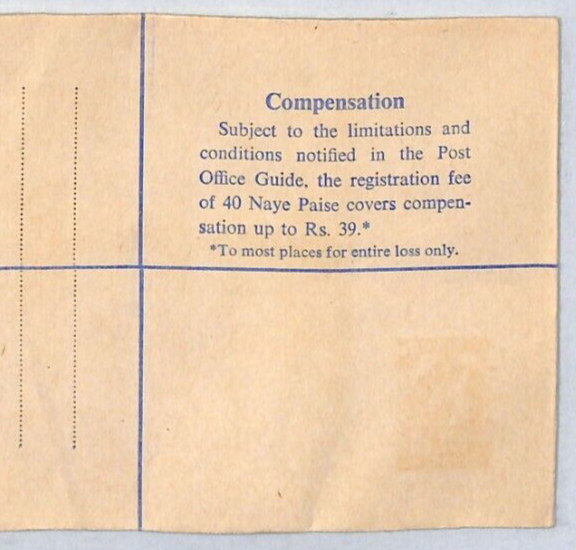 Compensation
Subject to the limitations and
conditions notified in the Post
Office Guide, the registration fee
of 40 Naye Paise covers compen-
sation up to Rs. 39.*
*To most places for entire loss only.